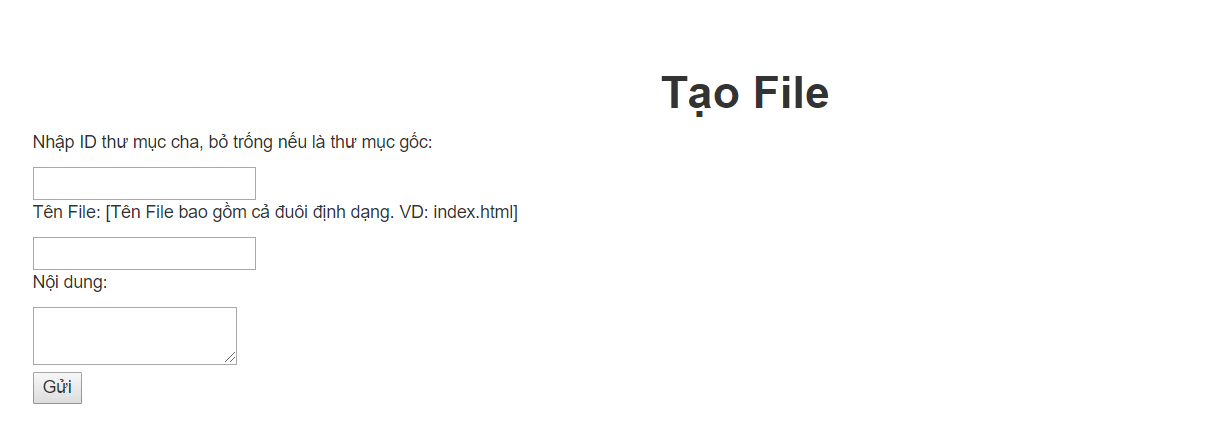 Tạo File
Nhập ID thư mục cha, bỏ trống nếu là thư mục gốc:
Tên File: [Tên File bao gồm cả đuôi định dạng. VD: index.html]
Nội dung:
Gửi